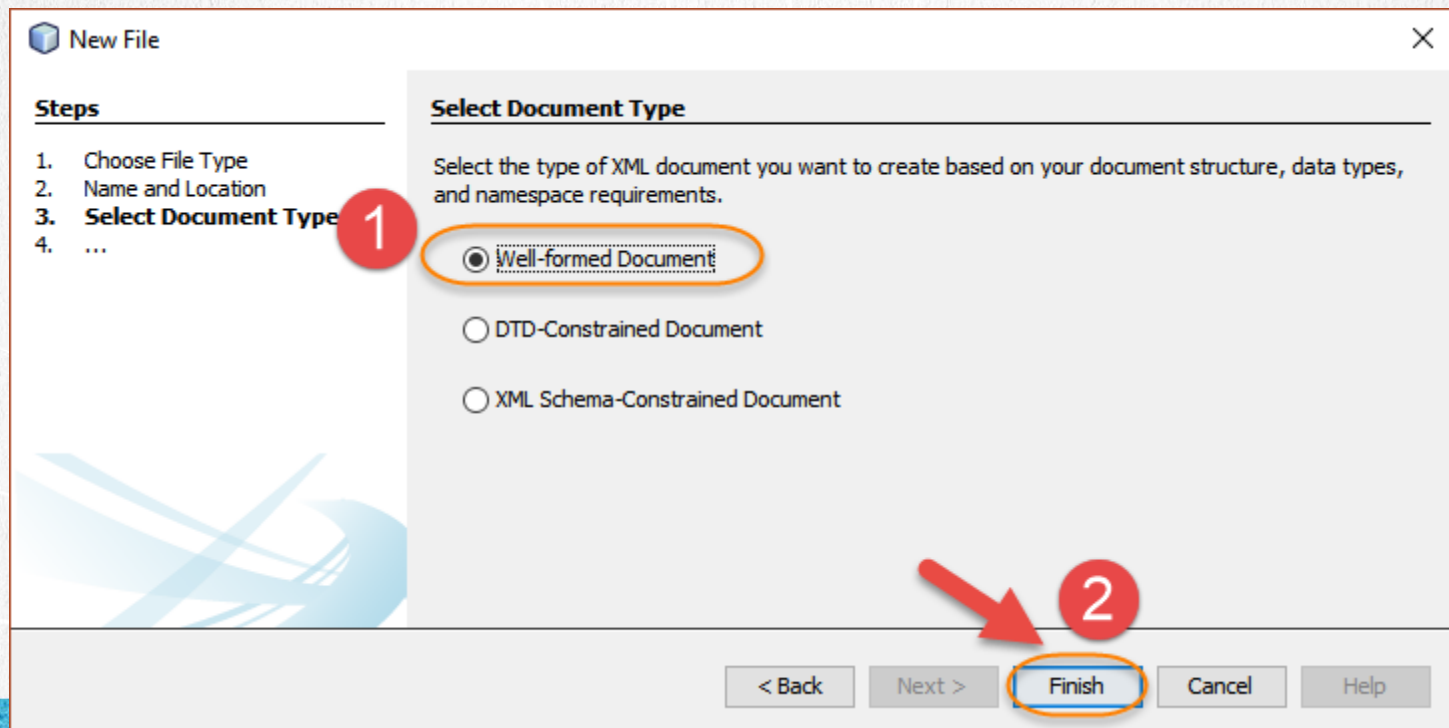 New File
Steps
1. Choose File Type
2. Name and Location
3. Select Document Type
4. ...
1
Select Document Type
Select the type of XML document you want to create based on your document structure, data types,
and namespace requirements.
Well-formed Document
DTD-Constrained Document
XML Schema-Constrained Document
2
< Back Next > Finish Cancel Help